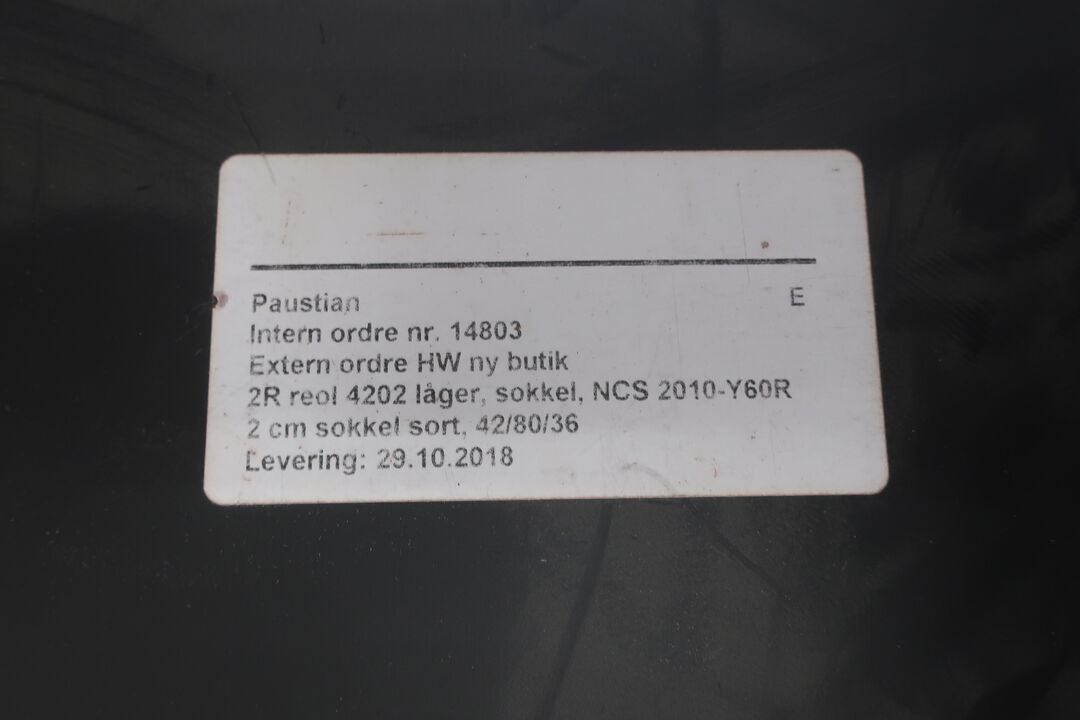 Paustian E
Intern ordre nr. 14803
Extern ordre HW ny butik
2R reol 4202 låger, sokkel, NCS 2010-Y60R
2 cm sokkel sort, 42/80/36
Levering: 29.10.2018